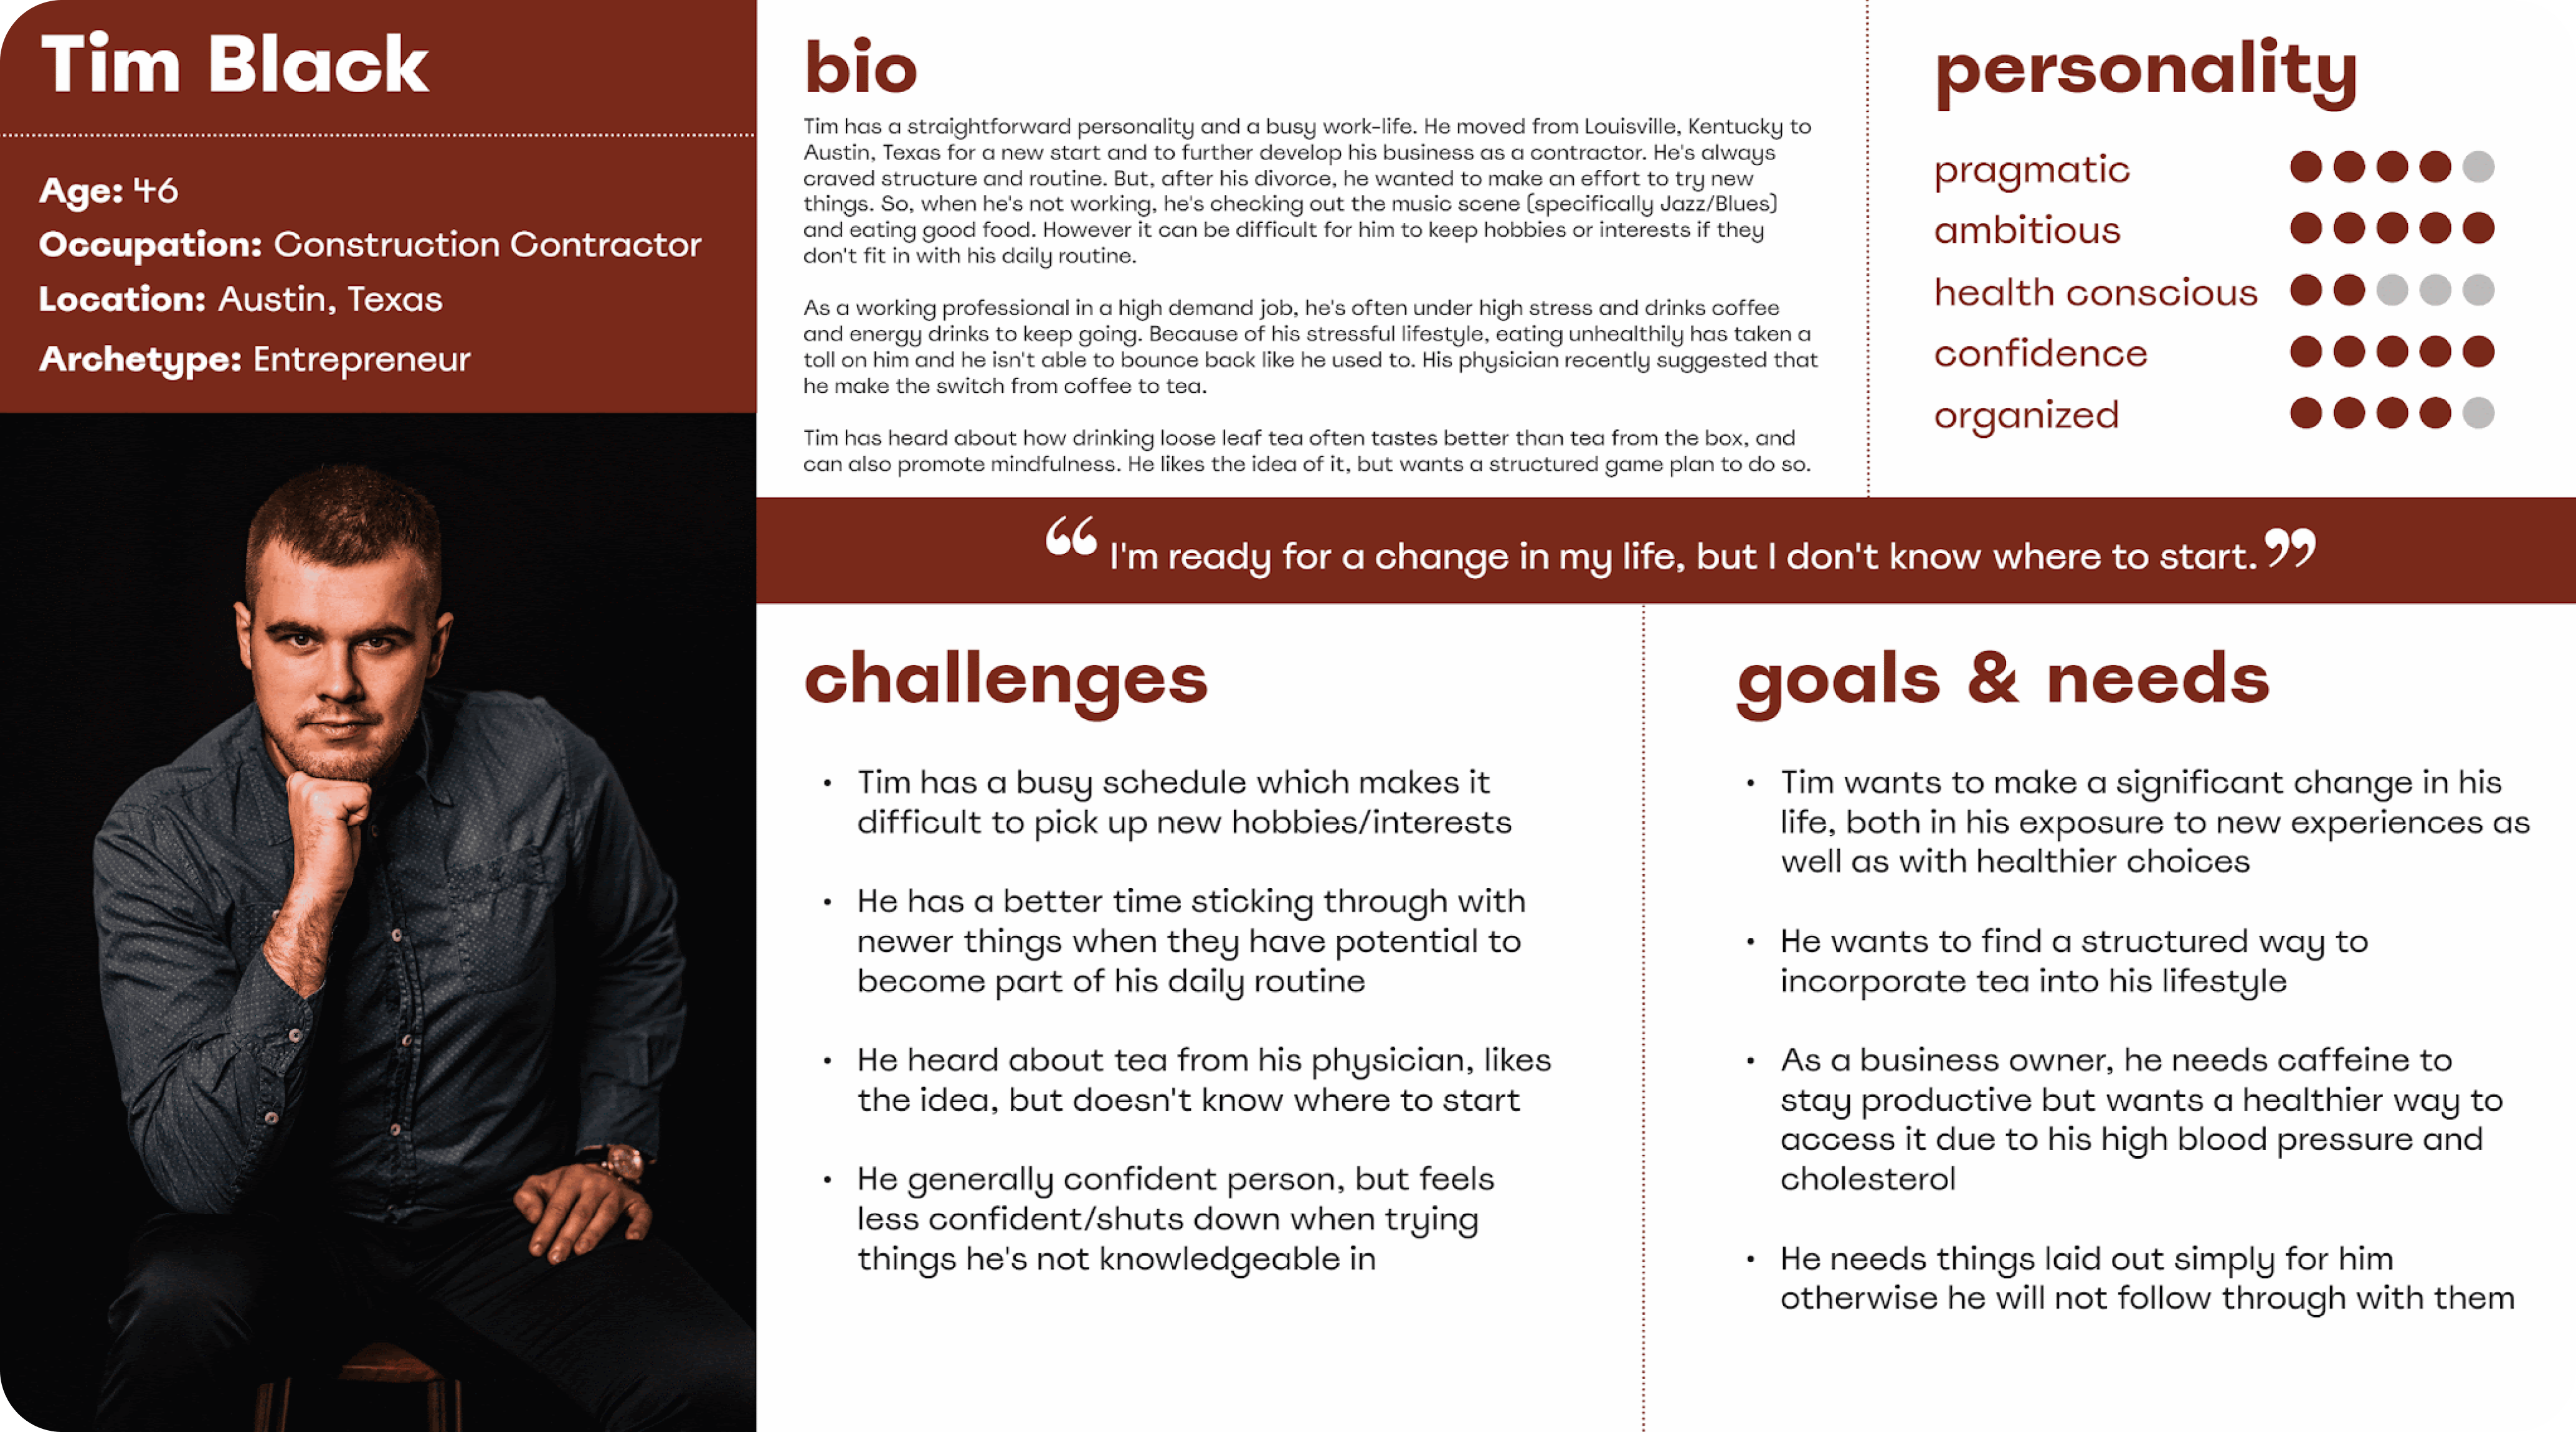 Tim Black
Age: 46
Occupation: Construction Contractor
Location: Austin, Texas
Archetype: Entrepreneur
bio
Tim has a straightforward personality and a busy work-life. He moved from Louisville, Kentucky to
Austin, Texas for a new start and to further develop his business as a contractor. He's always
craved structure and routine. But, after his divorce, he wanted to make an effort to try new
things. So, when he's not working, he's checking out the music scene (specifically Jazz/Blues)
and eating good food. However it can be difficult for him to keep hobbies or interests if they
don't fit in with his daily routine.
As a working professional in a high demand job, he's often under high stress and drinks coffee
and energy drinks to keep going. Because of his stressful lifestyle, eating unhealthily has taken a
toll on him and he isn't able to bounce back like he used to. His physician recently suggested that
he make the switch from coffee to tea.
Tim has heard about how drinking loose leaf tea often tastes better than tea from the box, and
can also promote mindfulness. He likes the idea of it, but wants a structured game plan to do so.
personality
pragmatic
ambitious
health conscious
confidence
organized
“ I'm ready for a change in my life, but I don't know where to start. ”
challenges
• Tim has a busy schedule which makes it
difficult to pick up new hobbies/interests
• He has a better time sticking through with
newer things when they have potential to
become part of his daily routine
• He heard about tea from his physician, likes
the idea, but doesn't know where to start
• He generally confident person, but feels
less confident/shuts down when trying
things he's not knowledgeable in
goals & needs
• Tim wants to make a significant change in his
life, both in his exposure to new experiences as
well as with healthier choices
• He wants to find a structured way to
incorporate tea into his lifestyle
• As a business owner, he needs caffeine to
stay productive but wants a healthier way to
access it due to his high blood pressure and
cholesterol
• He needs things laid out simply for him
otherwise he will not follow through with them